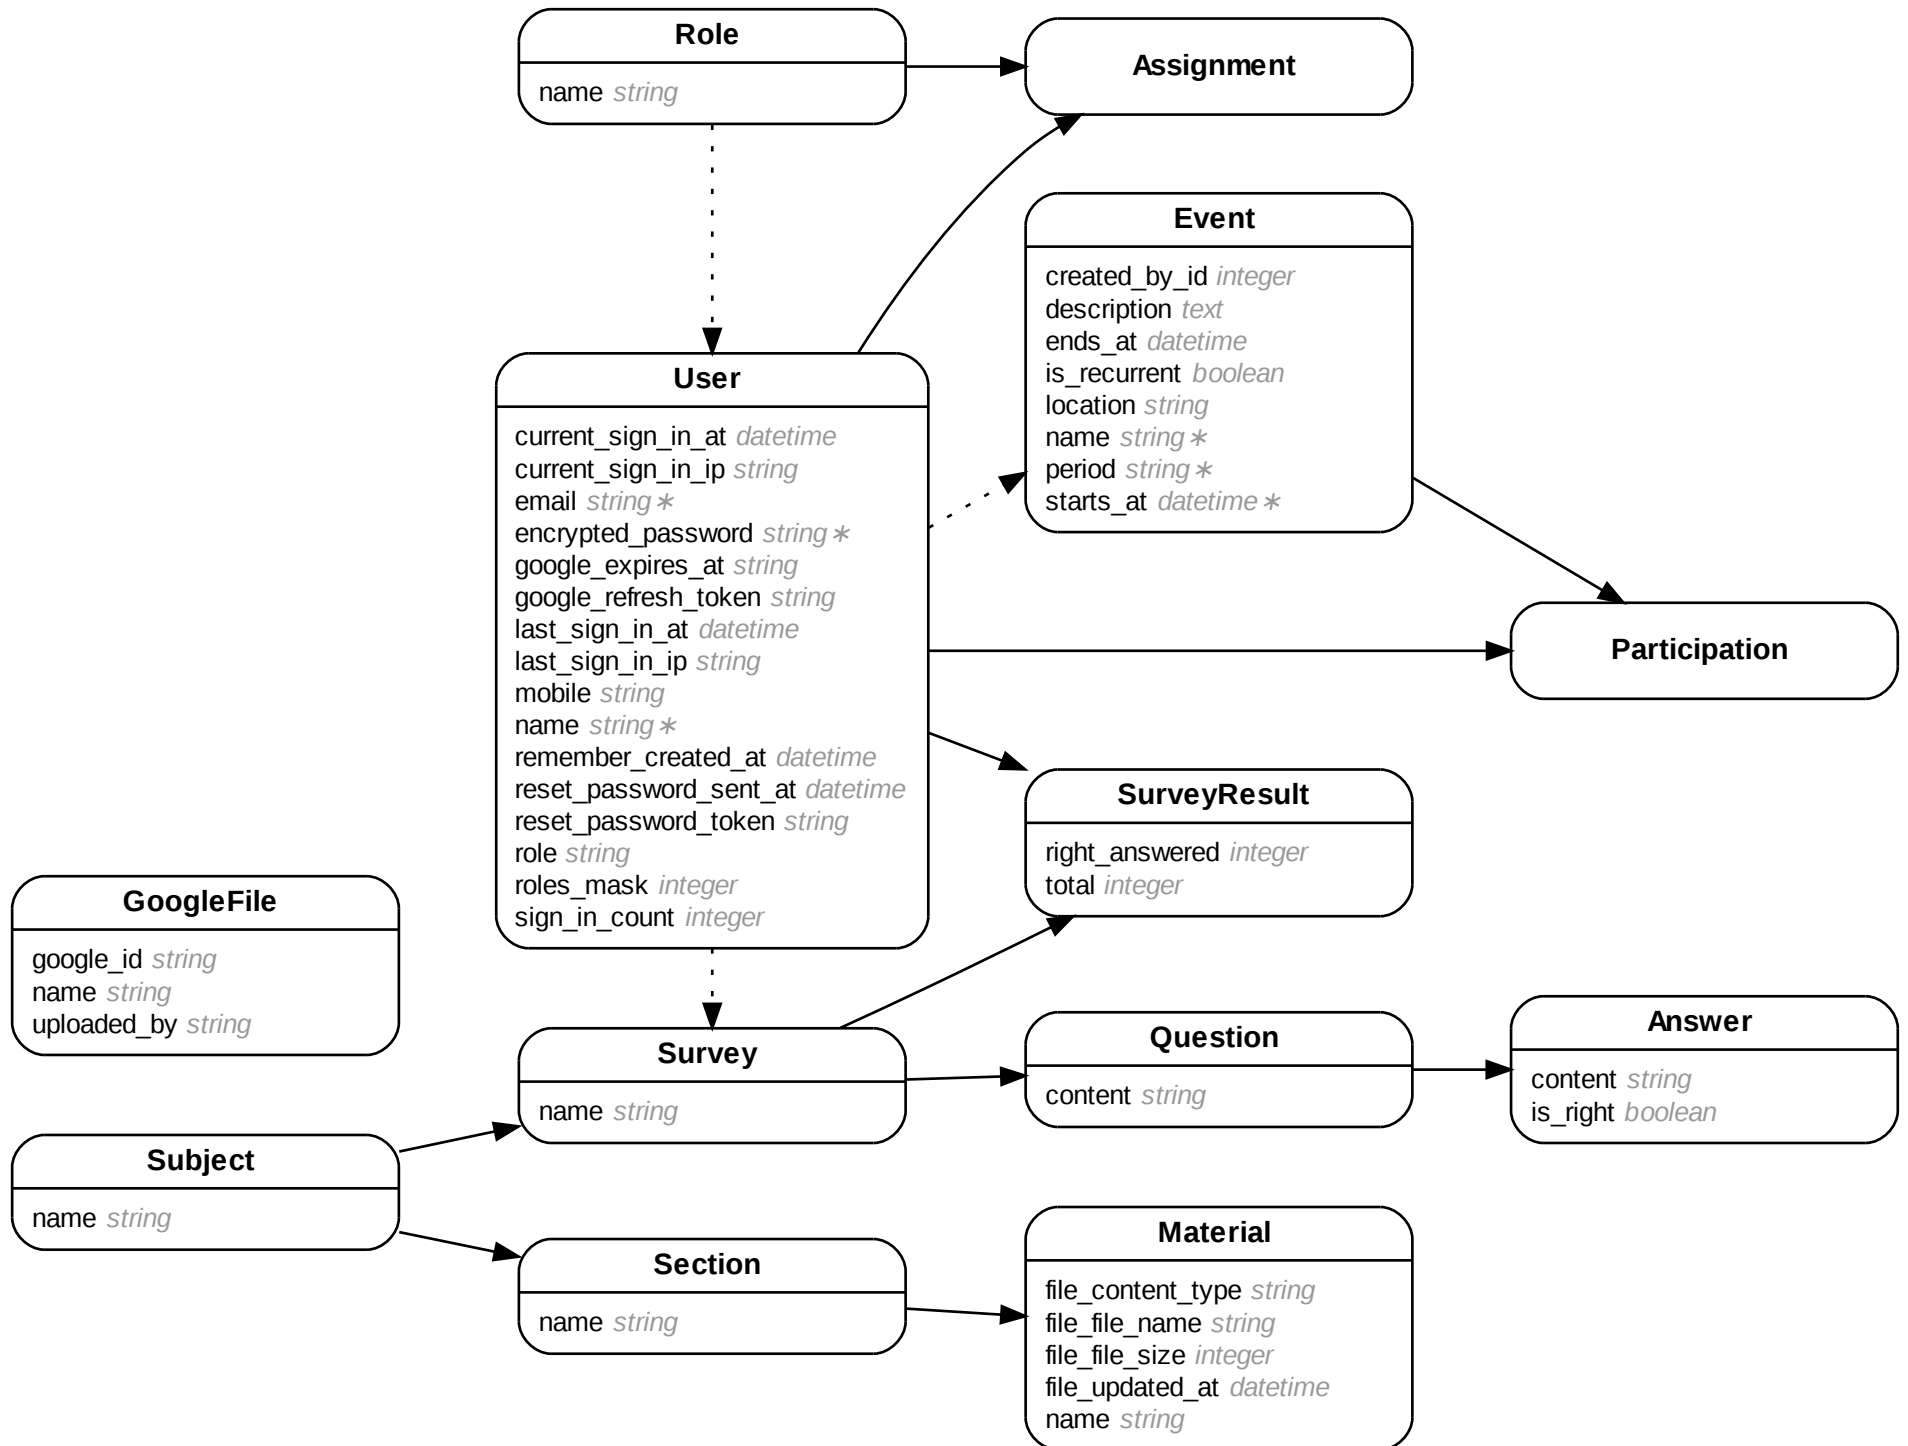 Role
name string
Assignment
Event
created_by_id integer
description text
ends_at datetime
is_recurrent boolean
location string
name string∗
period string∗
starts_at datetime∗
User
current_sign_in_at datetime
current_sign_in_ip string
email string∗
encrypted_password string∗
google_expires_at string
google_refresh_token string
last_sign_in_at datetime
last_sign_in_ip string
mobile string
name string∗
remember_created_at datetime
reset_password_sent_at datetime
reset_password_token string
role string
roles_mask integer
sign_in_count integer
Participation
SurveyResult
right_answered integer
total integer
GoogleFile
google_id string
name string
uploaded_by string
Survey
name string
Question
content string
Answer
content string
is_right boolean
Subject
name string
Section
name string
Material
file_content_type string
file_file_name string
file_file_size integer
file_updated_at datetime
name string